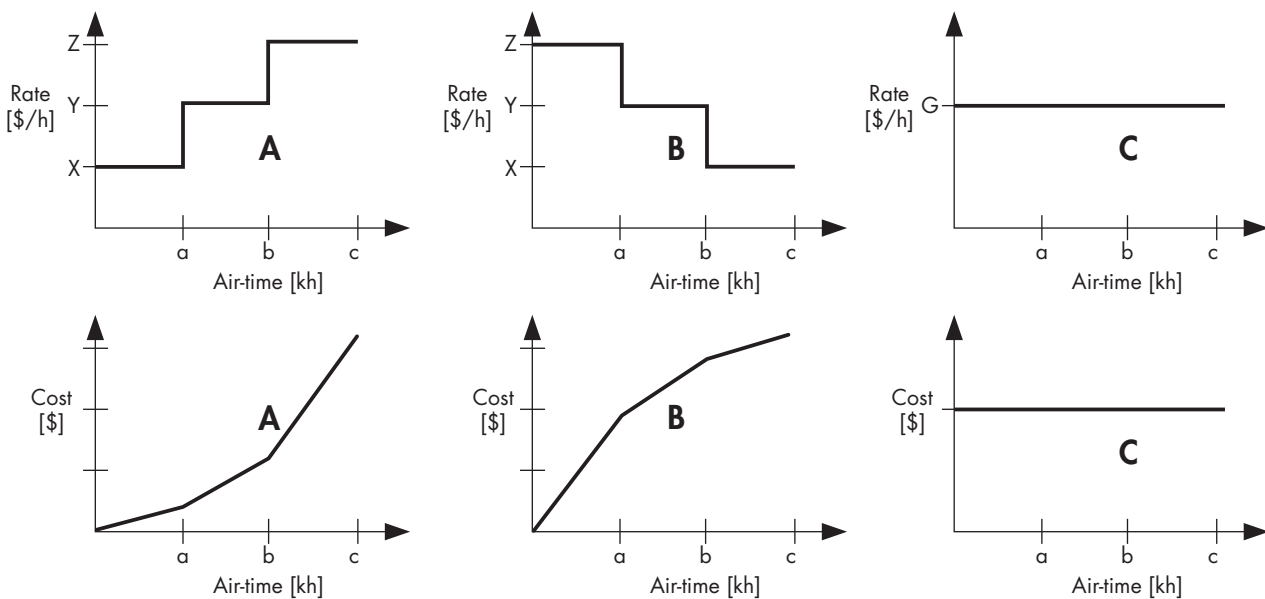 Z
Rate
[$/h]
Y
X
A
a b c
Air-time [kh]
Z
Rate
[$/h]
Y
X
B
a b c
Air-time [kh]
Rate
[$/h]
G
C
a b c
Air-time [kh]
Cost
[$]
A
a b c
Air-time [kh]
Cost
[$]
B
a b c
Air-time [kh]
Cost
[$]
C
a b c
Air-time [kh]